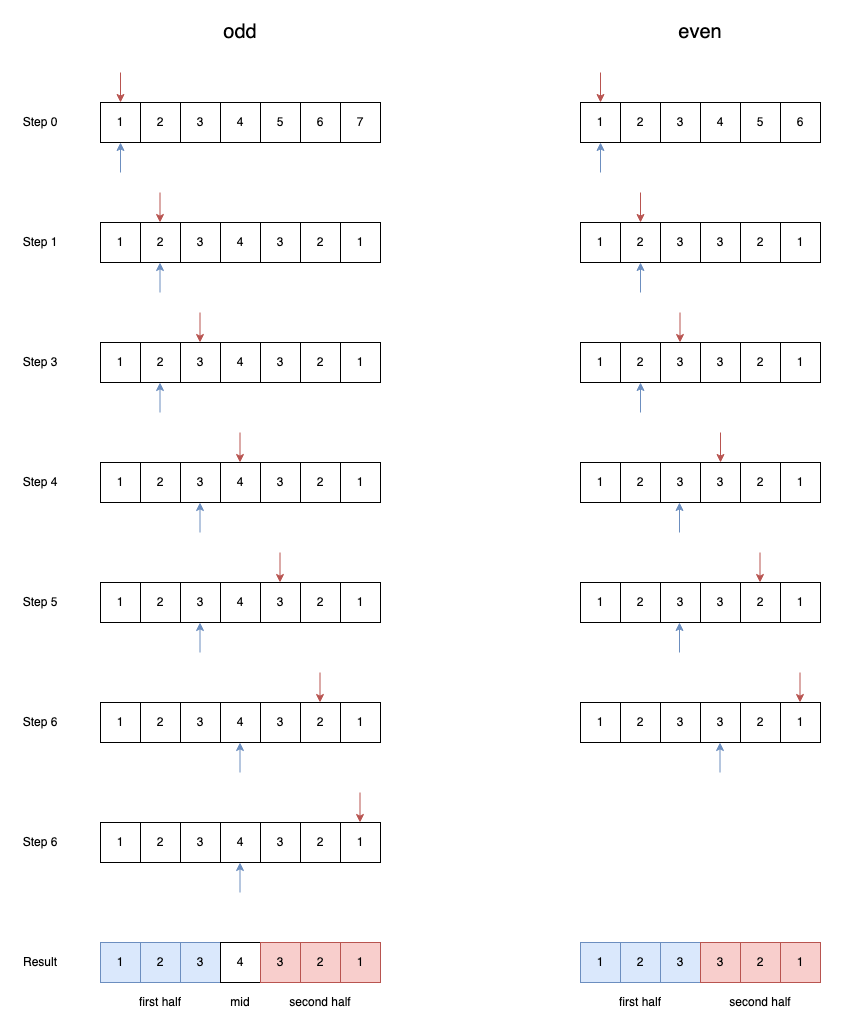 odd even
Step 0 1 2 3 4 5 6 7 1 2 3 4 5 6
Step 1 1 2 3 4 3 2 1 1 2 3 3 2 1
Step 3 1 2 3 4 3 2 1 1 2 3 3 2 1
Step 4 1 2 3 4 3 2 1 1 2 3 3 2 1
Step 5 1 2 3 4 3 2 1 1 2 3 3 2 1
Step 6 1 2 3 4 3 2 1 1 2 3 3 2 1
Step 6 1 2 3 4 3 2 1
Result 1 2 3 4 3 2 1 1 2 3 3 2 1
first half mid second half first half second half